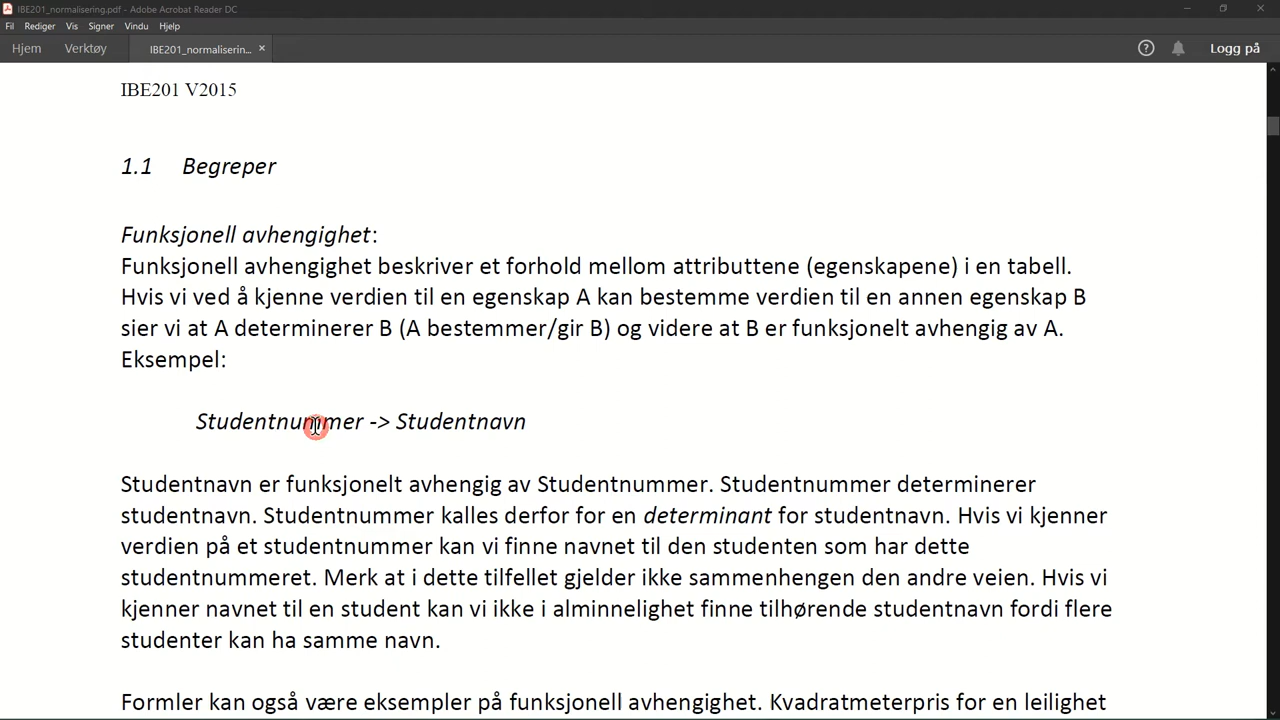 IBE201_normalisering.pdf - Adobe Acrobat Reader DC
Fil Rediger Vis Signer Vindu Hjelp
Hjem Verktøy IBE201_normaliserin... × Logg på
IBE201 V2015
1.1 Begreper
Funksjonell avhengighet:
Funksjonell avhengighet beskriver et forhold mellom attributtene (egenskapene) i en tabell.
Hvis vi ved å kjenne verdien til en egenskap A kan bestemme verdien til en annen egenskap B
sier vi at A determinerer B (A bestemmer/gir B) og videre at B er funksjonelt avhengig av A.
Eksempel:
Studentnummer -> Studentnavn
Studentnavn er funksjonelt avhengig av Studentnummer. Studentnummer determinerer
studentnavn. Studentnummer kalles derfor for en determinant for studentnavn. Hvis vi kjenner
verdien på et studentnummer kan vi finne navnet til den studenten som har dette
studentnummeret. Merk at i dette tilfellet gjelder ikke sammenhengen den andre veien. Hvis vi
kjenner navnet til en student kan vi ikke i alminnelighet finne tilhørende studentnavn fordi flere
studenter kan ha samme navn.
Formler kan også være eksempler på funksjonell avhengighet. Kvadratmeterpris for en leilighet